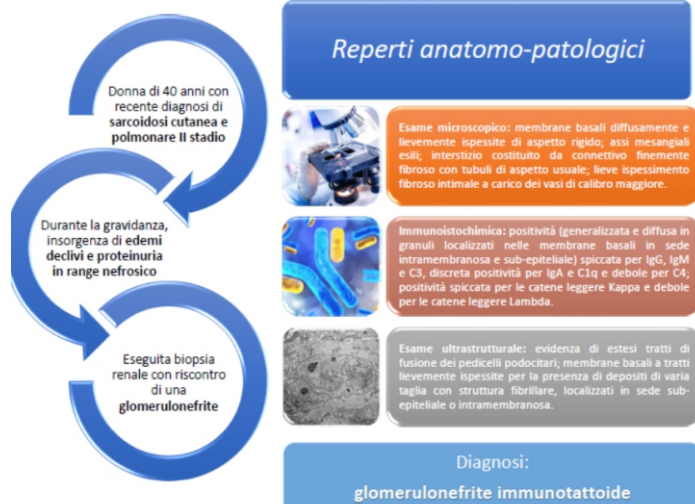 Donna di 40 anni con
recente diagnosi di
sarcoidosi cutanea e
polmonare II stadio
Durante la gravidanza,
insorgenza di edemi
declivi e proteinuria
in range nefrosico
Eseguita biopsia
renale con riscontro
di una
glomerulonefrite
Reperti anatomo-patologici
Esame microscopico: membrane basali diffusamente e
lievemente ispessite di aspetto rigido; assi mesangiali
esili; interstizio costituito da connettivo finemente
fibroso con tubuli di aspetto usuale; lieve ispessimento
fibroso intimale a carico dei vasi di calibro maggiore.
Immunoistochimica: positività (generalizzata e diffusa in
granuli localizzati nelle membrane basali in sede
intramembranosa e sub-epiteliale) spiccata per IgG, IgM
e C3, discreta positività per IgA e C1q e debole per C4;
positività spiccata per le catene leggere Kappa e debole
per le catene leggere Lambda.
Esame ultrastrutturale: evidenza di estesi tratti di
fusione dei pedicelli podocitari; membrane basali a tratti
lievemente ispessite per la presenza di depositi di varia
taglia con struttura fibrillare, localizzati in sede sub-
epiteliale o intramembranosa.
Diagnosi:
glomerulonefrite immunotattoide